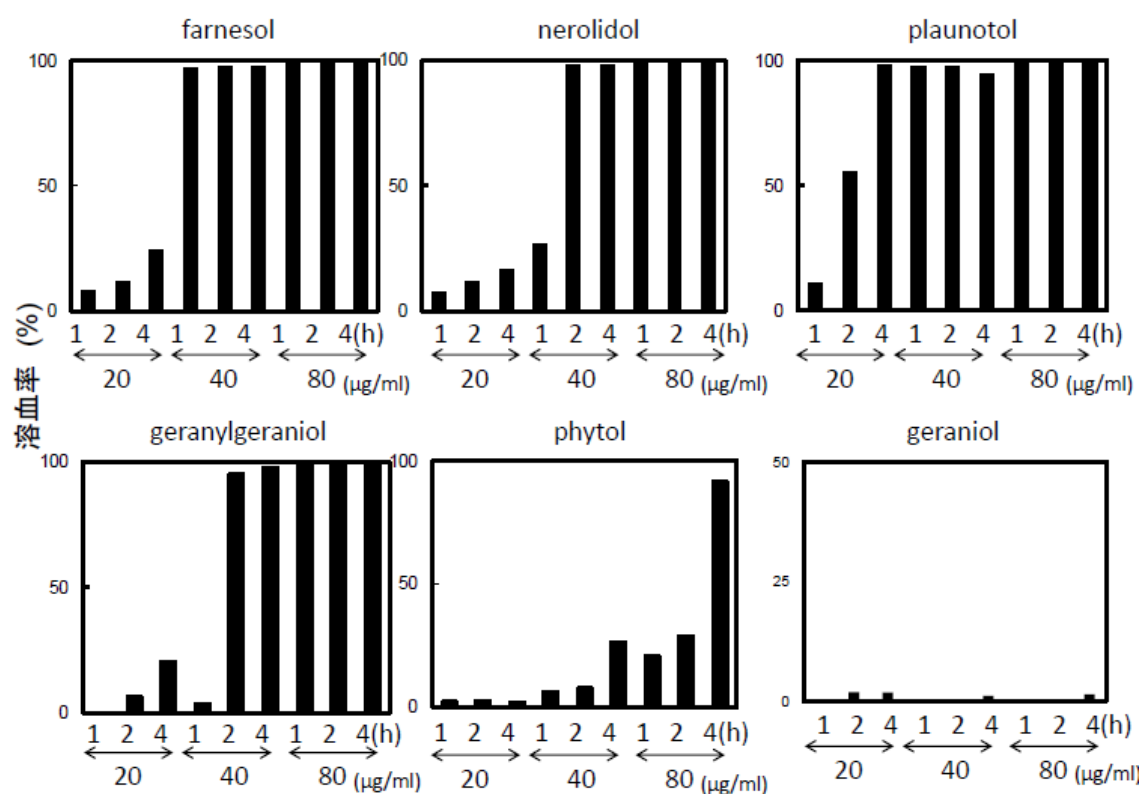 farnesol
nerolidol
plaunotol
100
50
0
100
50
0
100
50
0
1 2 4 1 2 4 1 2 4(h)
1 2 4 1 2 4 1 2 4(h)
1 2 4 1 2 4 1 2 4(h)
20 40 80 (μg/ml)
20 40 80 (μg/ml)
20 40 80 (μg/ml)
溶血率 (%)
geranylgeraniol
phytol
geraniol
100
50
0
100
50
0
50
25
0
1 2 4 1 2 4 1 2 4(h)
1 2 4 1 2 4 1 2 4(h)
1 2 4 1 2 4 1 2 4(h)
20 40 80 (μg/ml)
20 40 80 (μg/ml)
20 40 80 (μg/ml)